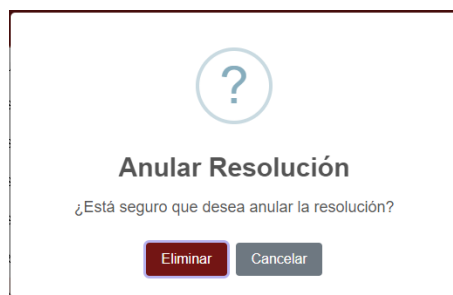 ?
Anular Resolución
¿Está seguro que desea anular la resolución?
Eliminar Cancelar